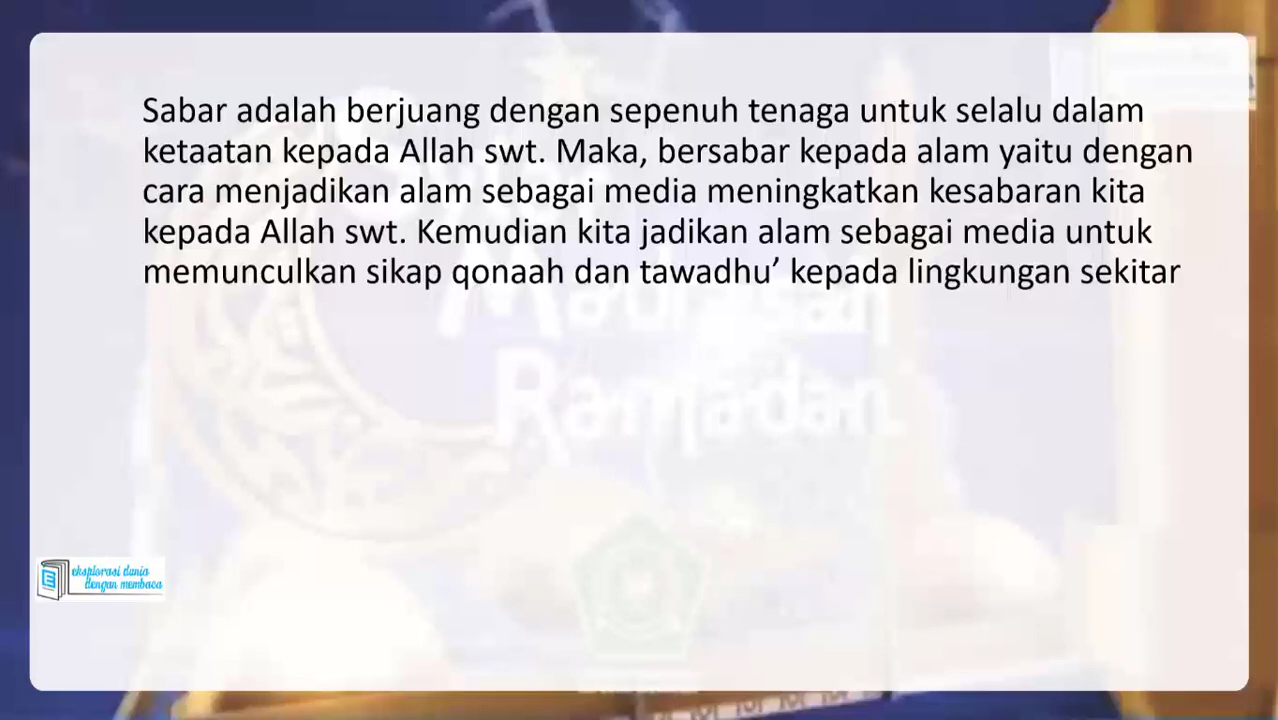 Sabar adalah berjuang dengan sepenuh tenaga untuk selalu dalam
ketaatan kepada Allah swt. Maka, bersabar kepada alam yaitu dengan
cara menjadikan alam sebagai media meningkatkan kesabaran kita
kepada Allah swt. Kemudian kita jadikan alam sebagai media untuk
memunculkan sikap qonaah dan tawadhu’ kepada lingkungan sekitar
Ramadan
eksplorasi dunia
dengan membaca